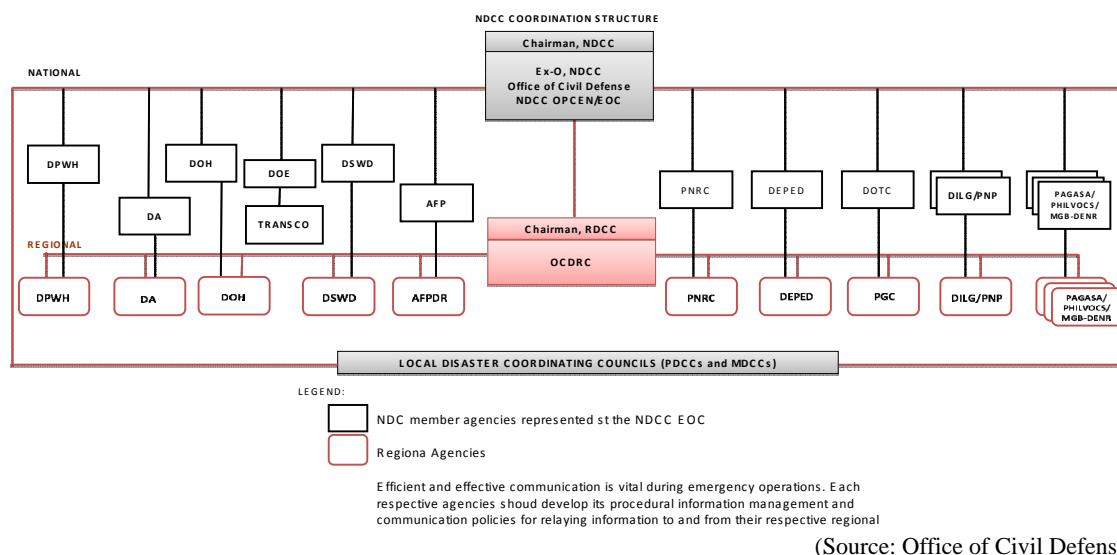 NDCC COORDINATION STRUCTURE
Chairman, NDCC
Ex-O, NDCC
Office of Civil Defense
NDCC OPCEN/EOC
NATIONAL
DPWH
DA
DOH
DOE
TRANSCO
DSWD
AFP
PNRC
DEPED
DOTC
DILG/PNP
PAGASA/
PHILVOCS/
MGB-DENR
REGIONAL
Chairman, RDCC
OCDRC
DPWH
DA
DOH
DSWD
AFPDR
PNRC
DEPED
PGC
DILG/PNP
PAGASA/
PHILVOCS/
MGB-DENR
LOCAL DISASTER COORDINATING COUNCILS (PDCCs and MDCCs)
LEGEND:
NDC member agencies represented st the NDCC EOC
Regiona Agencies
Efficient and effective communication is vital during emergency operations. Each
respective agencies shoud develop its procedural information management and
communication policies for relaying information to and from their respective regional
(Source: Office of Civil Defens